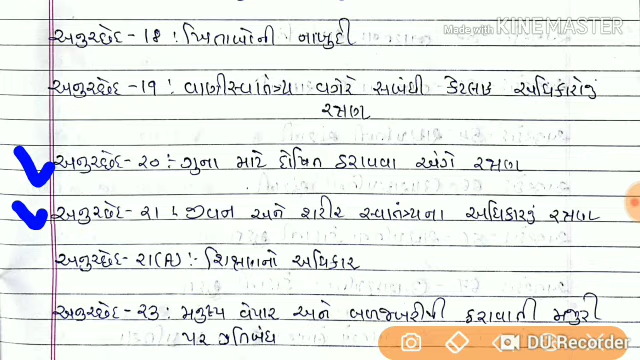 Made with KINEMASTER
અનુચ્છેદ-૧૮ : ખિતાબોની નાબુદી
અનુચ્છેદ-૧૯ : વાણીસ્વાતંત્ર્ય વગેરે સબંધી કેટલાક અધિકારોનું
રક્ષણ
અનુચ્છેદ-૨૦ :- ગુના માટે દોષિત ઠરાવવા અંગે રક્ષણ
અનુચ્છેદ-૨૧ :- જીવન અને શરીર સ્વાતંત્ર્યના અધિકારનું રક્ષણ
અનુચ્છેદ-૨૧(A) :- શિક્ષણનો અધિકાર
અનુચ્છેદ-૨૩ : મનુષ્ય વેપાર અને બળજબરીથી કરાવાતી મજુરી
પર પ્રતિબંધ
DU Recorder